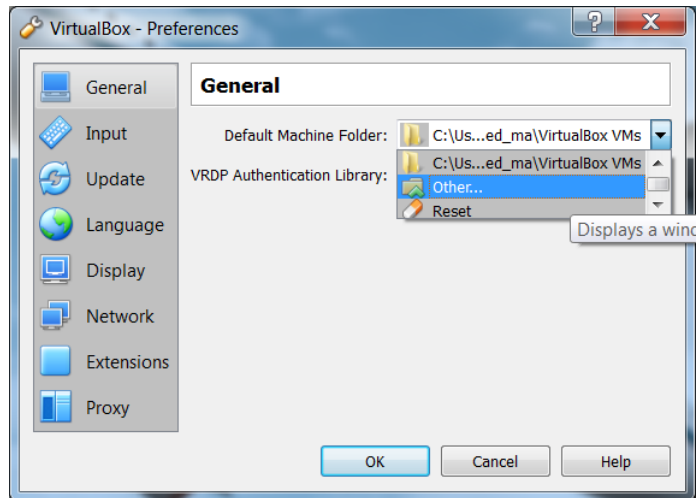 VirtualBox - Preferences
General
Input
Update
Language
Display
Network
Extensions
Proxy
General
Default Machine Folder: C:\Us...ed_ma\VirtualBox VMs
C:\Us...ed_ma\VirtualBox VMs
VRDP Authentication Library:
Other...
Reset
Displays a wind
OK Cancel Help